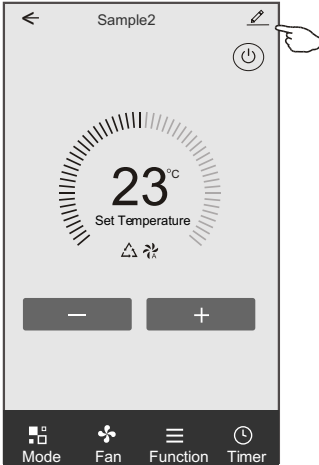 Sample2
23°C
Set Temperature
A
Mode Fan Function Timer